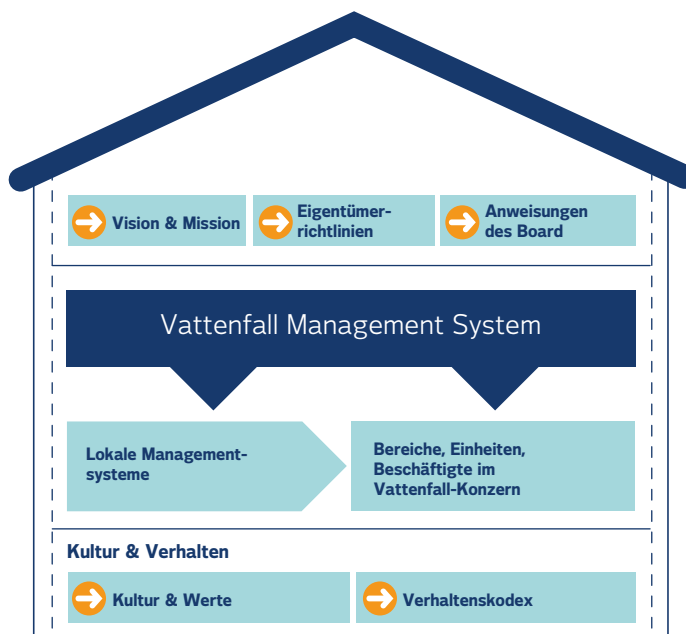 Vision & Mission
Eigentümer-
richtlinien
Anweisungen
des Board
Vattenfall Management System
Lokale Management-
systeme
Bereiche, Einheiten,
Beschäftigte im
Vattenfall-Konzern
Kultur & Verhalten
Kultur & Werte
Verhaltenskodex